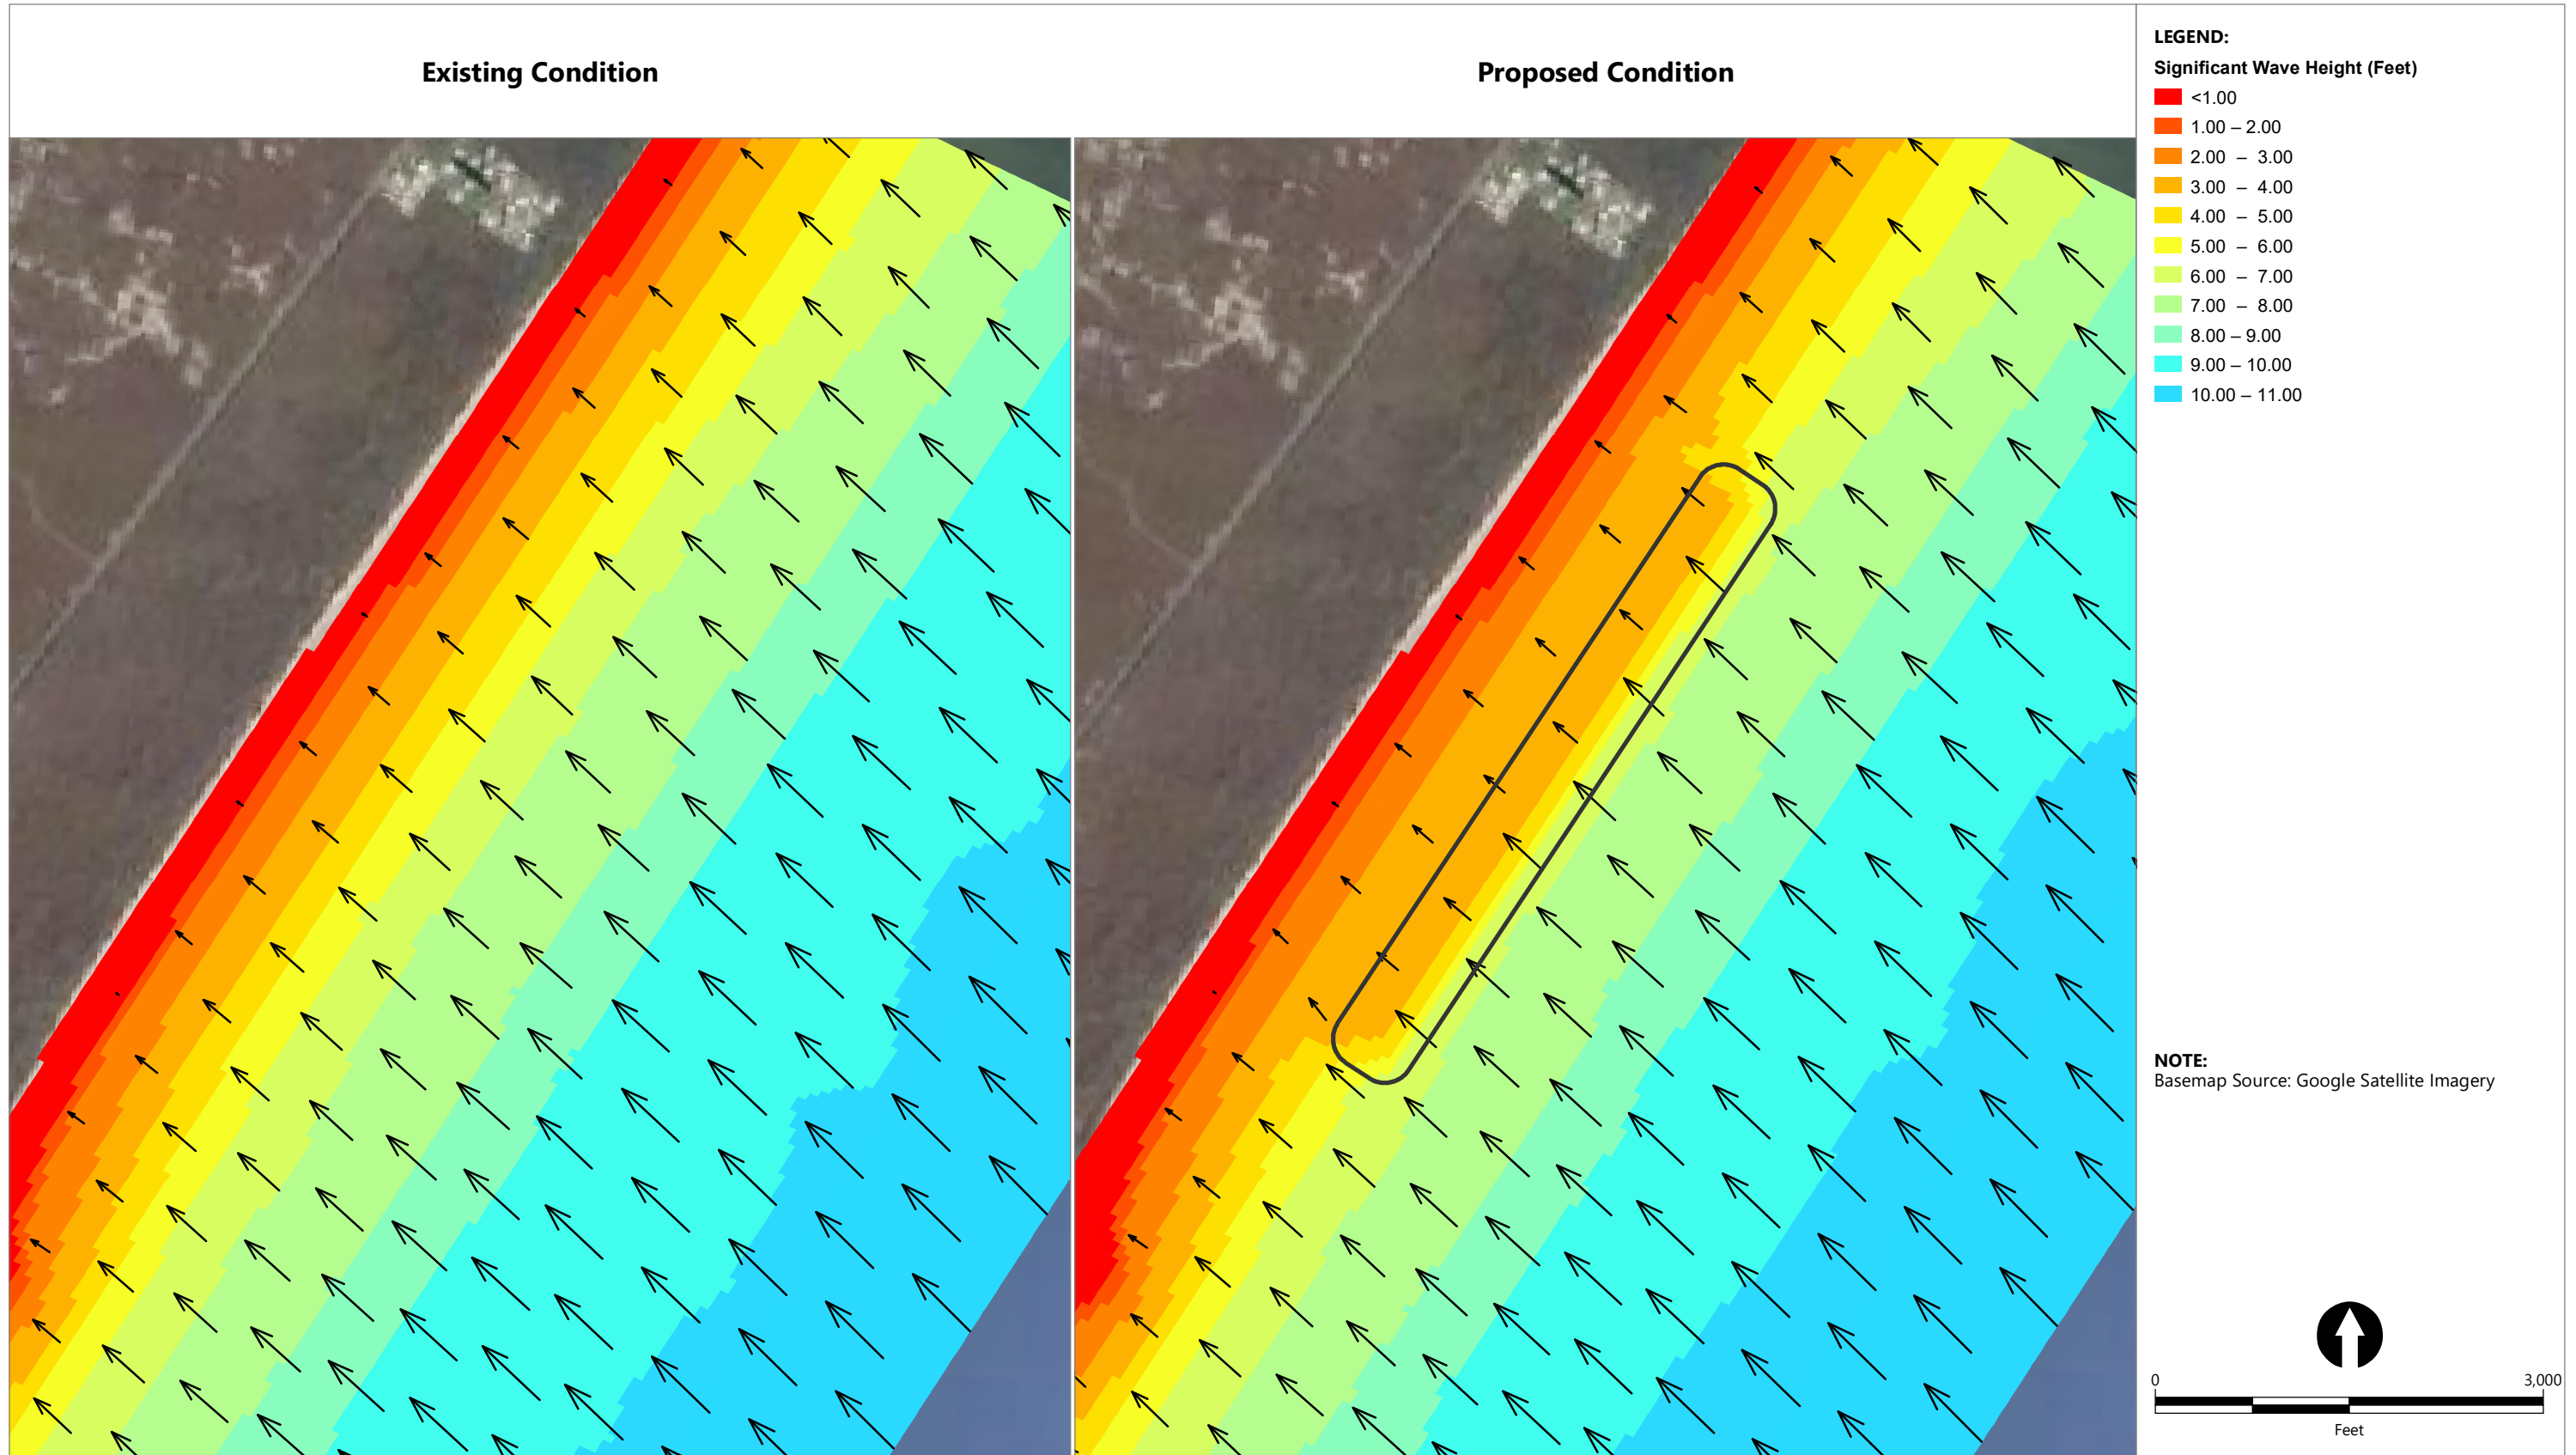 Existing Condition
Proposed Condition
LEGEND:
Significant Wave Height (Feet)
<1.00
1.00 – 2.00
2.00 – 3.00
3.00 – 4.00
4.00 – 5.00
5.00 – 6.00
6.00 – 7.00
7.00 – 8.00
8.00 – 9.00
9.00 – 10.00
10.00 – 11.00
NOTE:
Basemap Source: Google Satellite Imagery
0 3,000
Feet